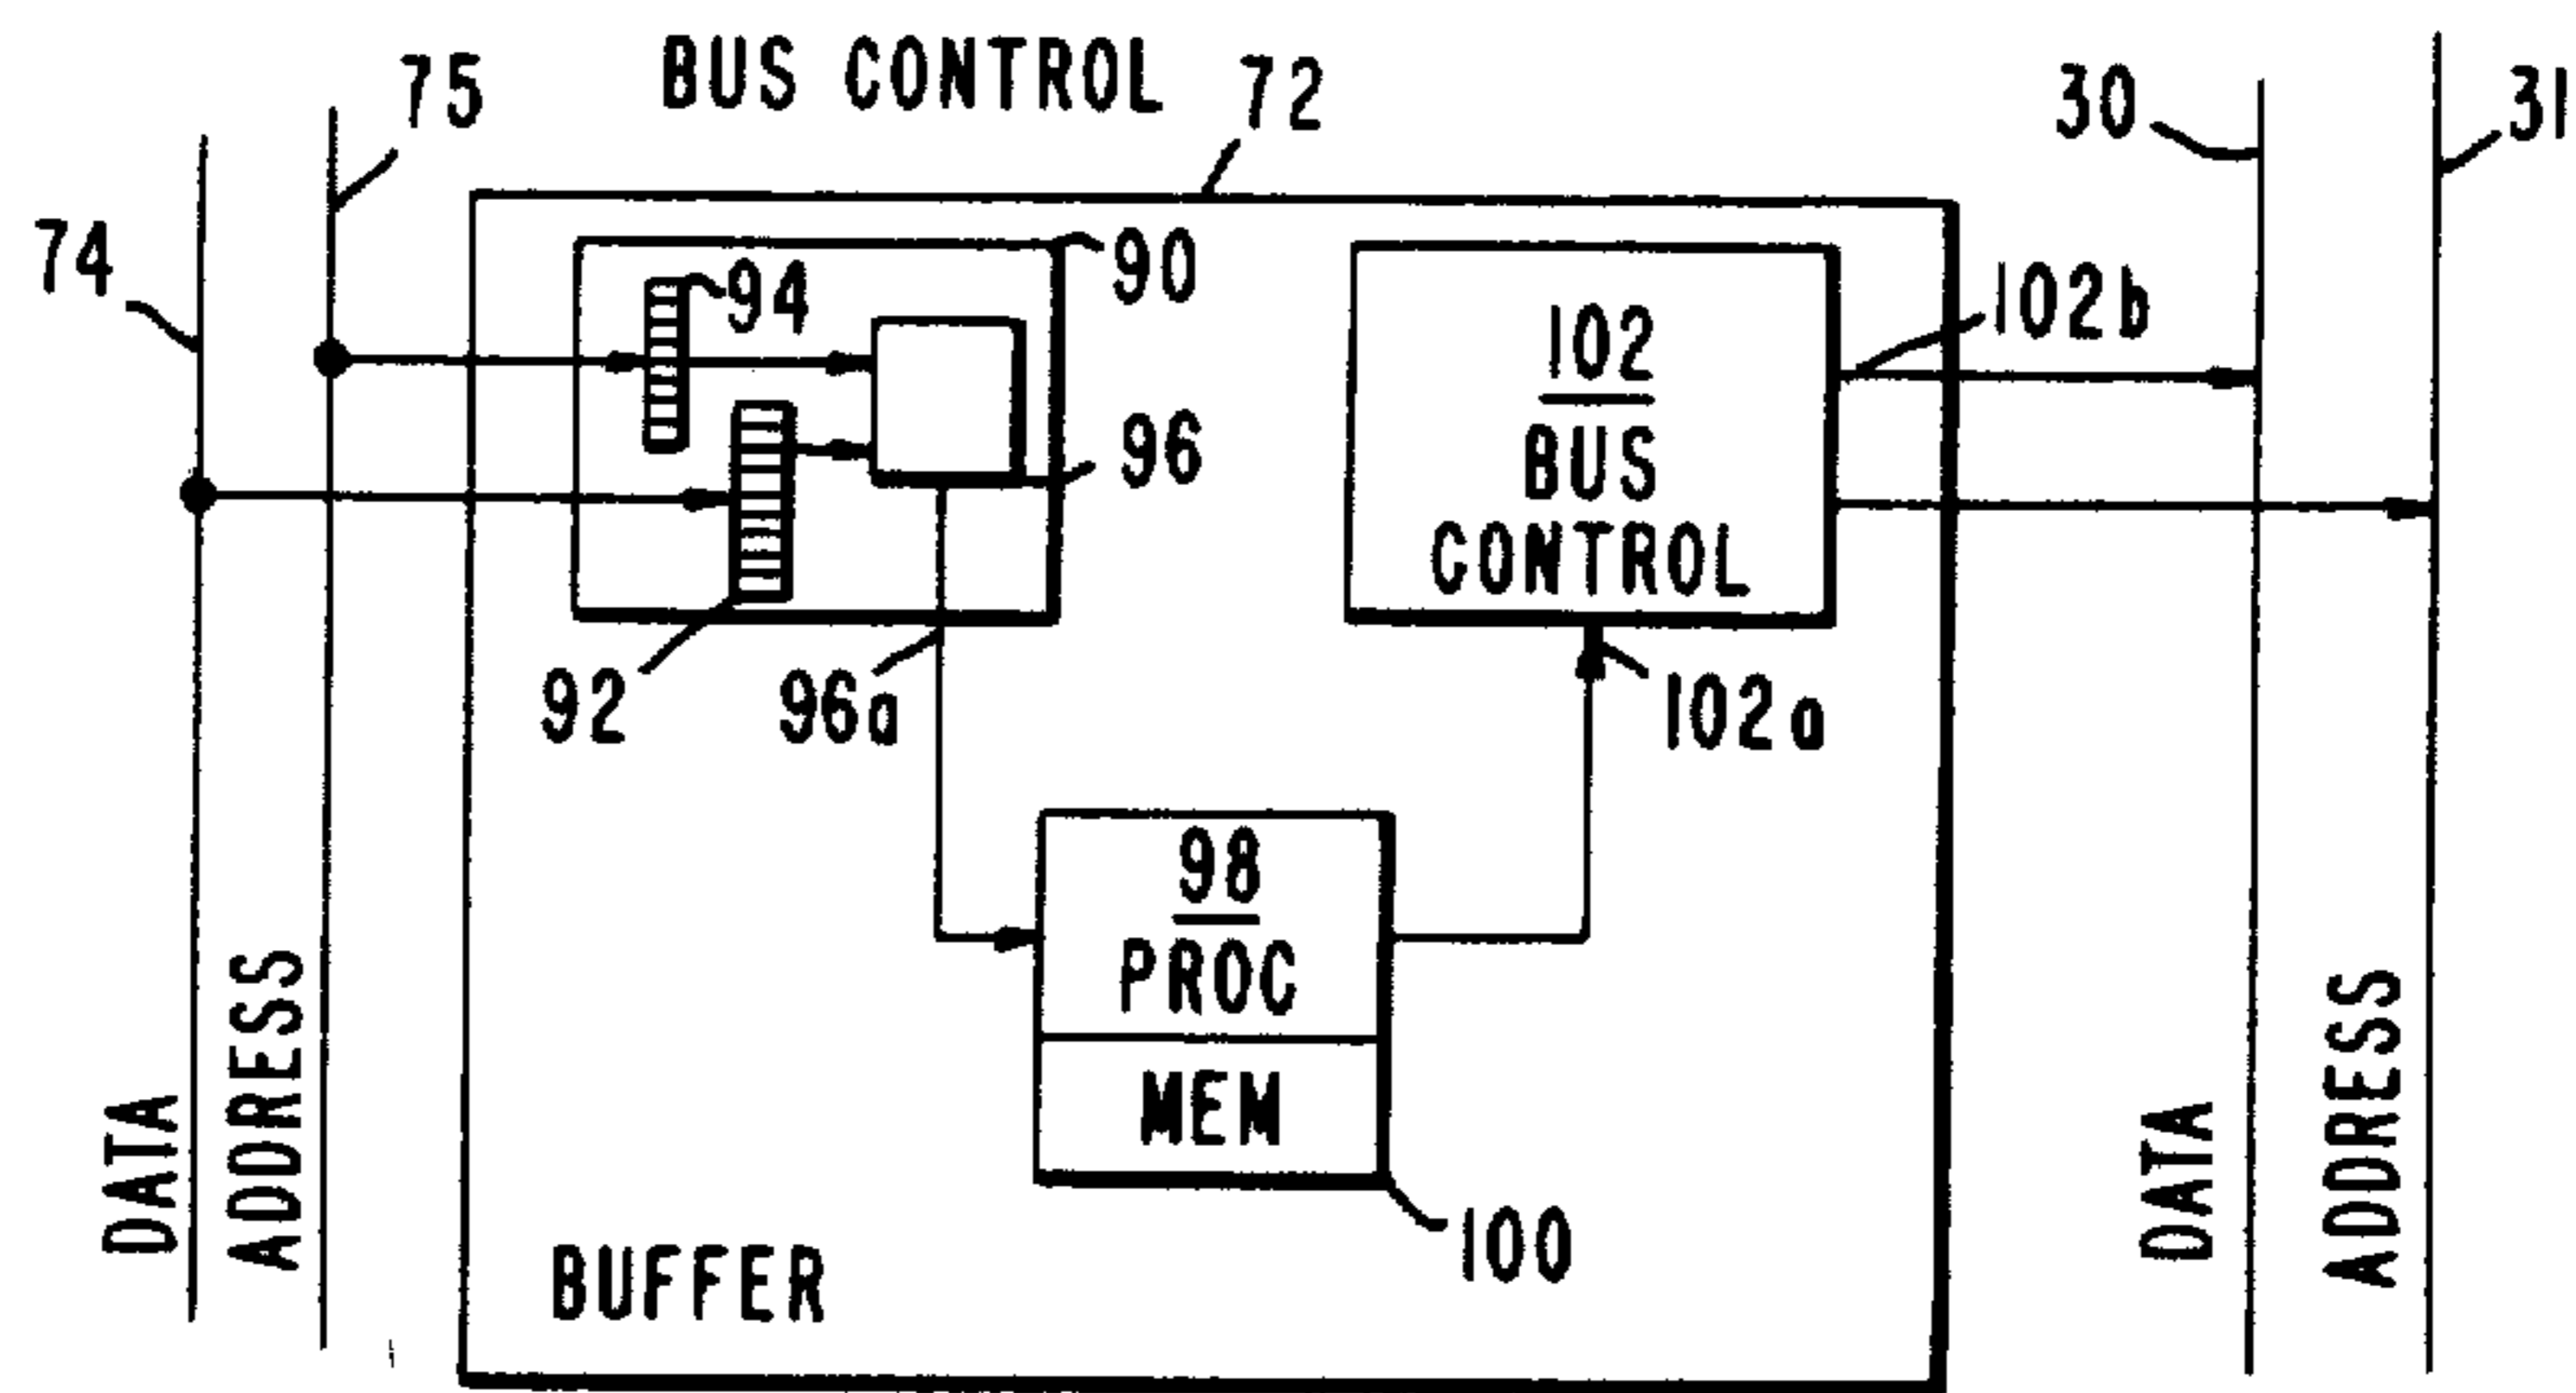 BUS CONTROL
75
72
30
31
74
90
94
102b
102
96
BUS
CONTROL
92
96a
102a
98
PROC
MEM
100
DATA
ADDRESS
DATA
ADDRESS
BUFFER